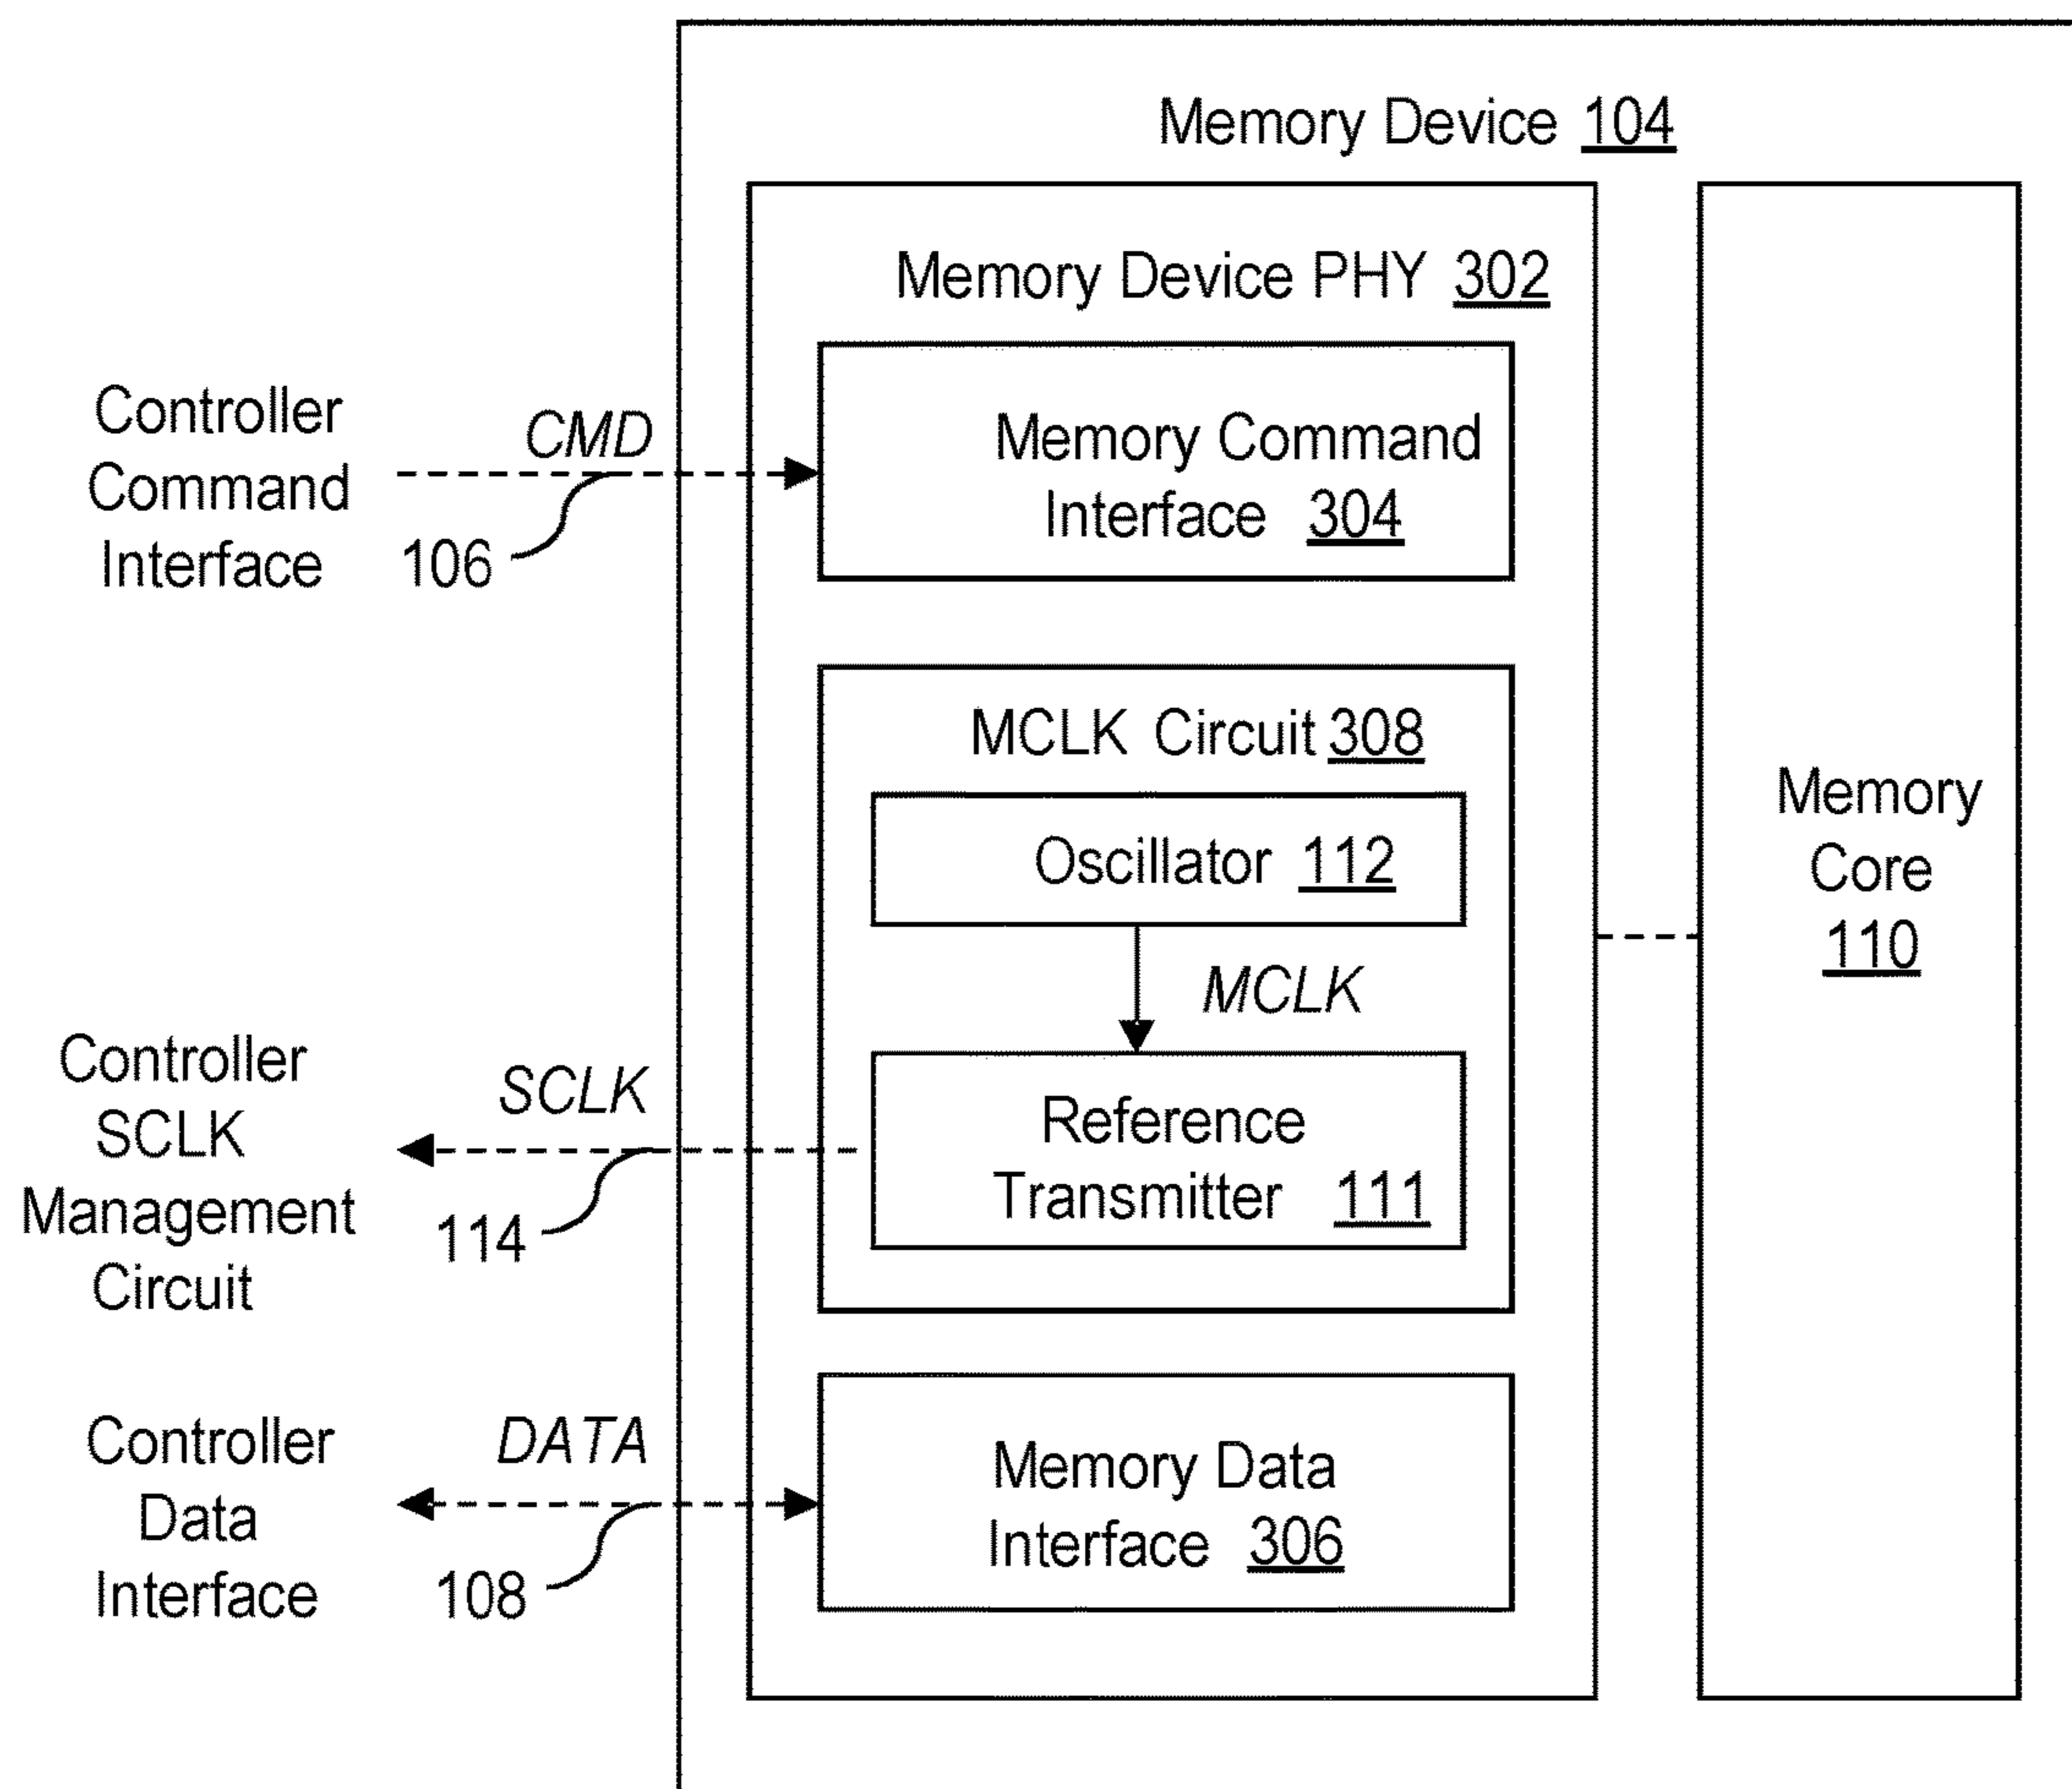 Memory Device 104
Memory Device PHY 302
Controller
Command
Interface
CMD
106
Memory Command
Interface 304
MCLK Circuit 308
Oscillator 112
MCLK
Reference
Transmitter 111
Controller
SCLK
Management
Circuit
SCLK
114
Controller
Data
Interface
DATA
108
Memory Data
Interface 306
Memory
Core
110